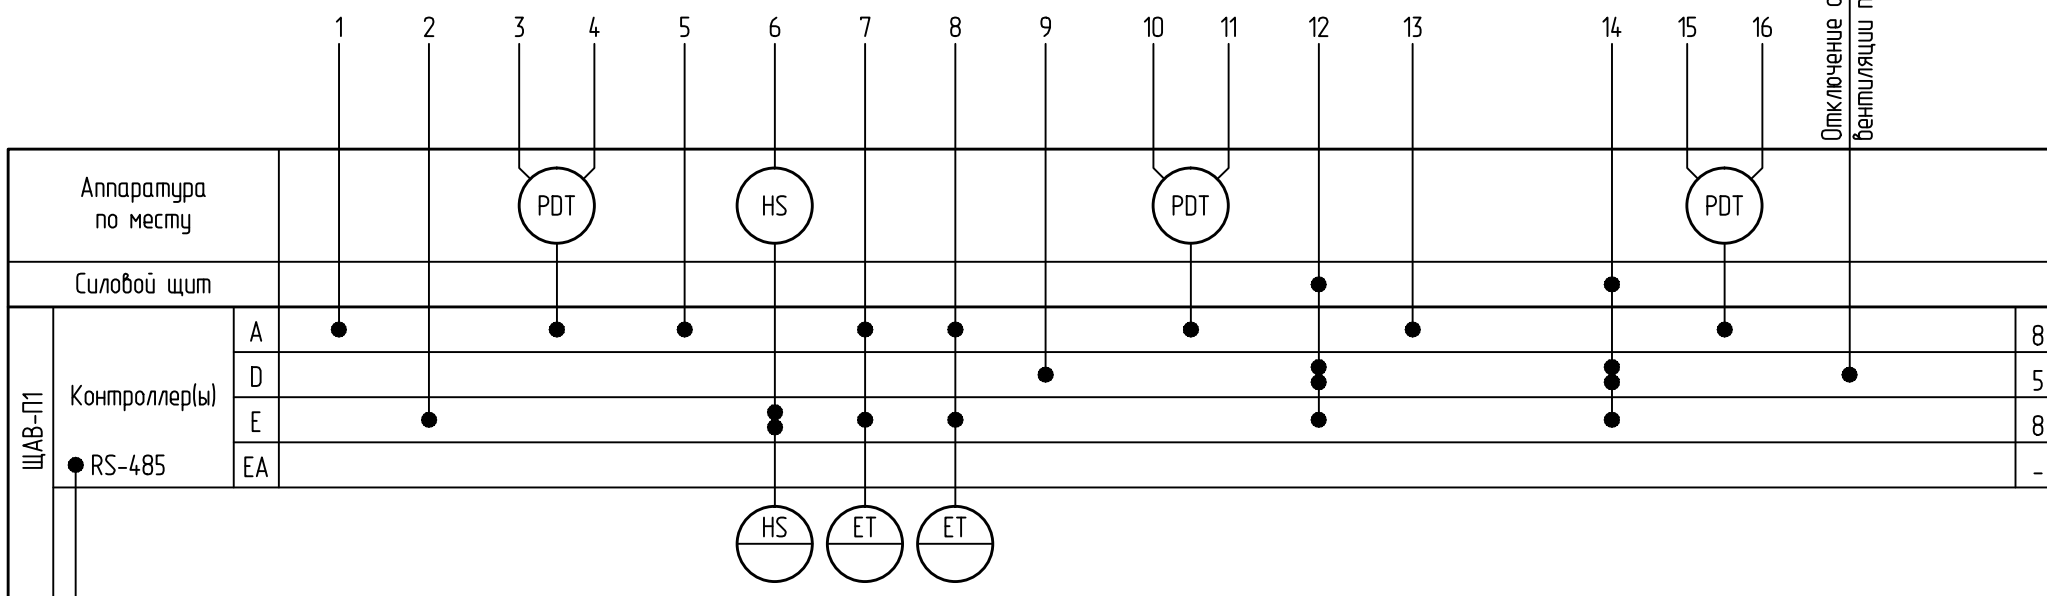 1 2 3 4 5 6 7 8 9 10 11 12 13 14 15 16
Отключение
вентиляции
Аппаратура
по месту
PDT HS PDT PDT
Силовой щит
ЩАВ-П1
Контроллер(ы)
A 8
D 5
E 8
RS-485
EA -
HS ET ET